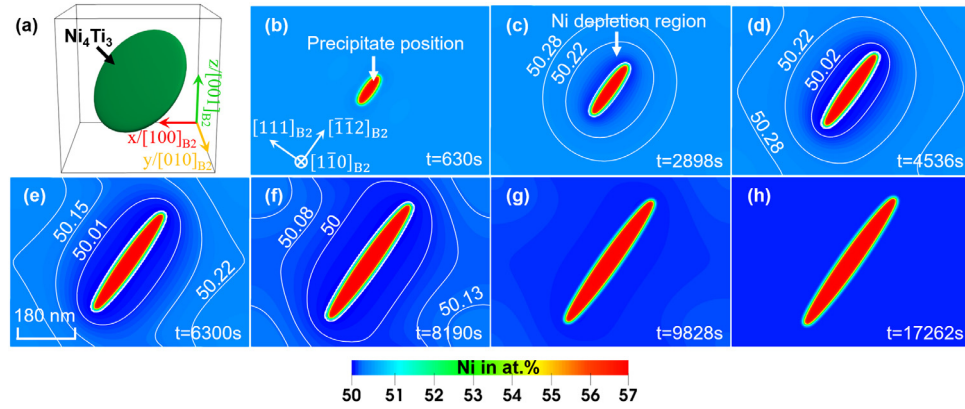 (a)
Ni₄Ti₃
z/[001]B2
x/[100]B2
y/[010]B2
(b)
Precipitate position
[111]B2
[1̅1̅2]B2
[11̅0]B2
t=630s
(c)
Ni depletion region
50.28
50.22
t=2898s
(d)
50.22
50.02
50.28
t=4536s
(e)
50.15
50.01
50.22
180 nm
t=6300s
(f)
50.08
50
50.13
t=8190s
(g)
t=9828s
(h)
t=17262s
Ni in at.%
50 51 52 53 54 55 56 57